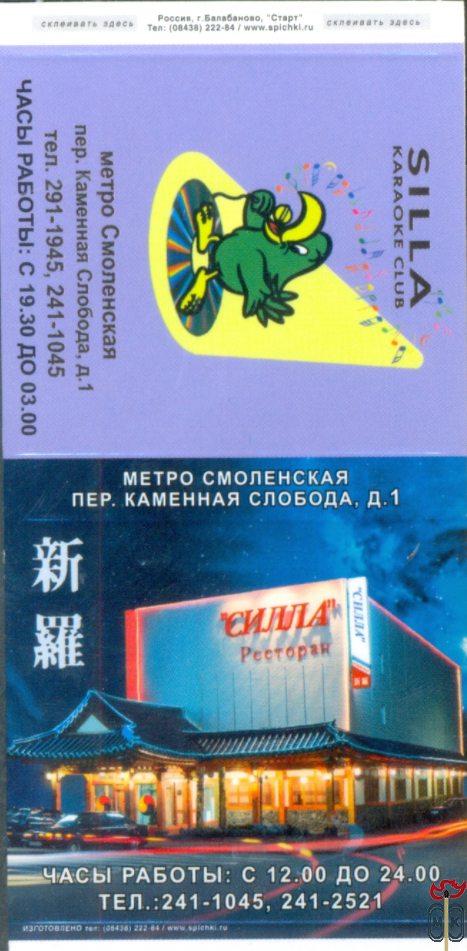 склеивать здесь
Россия, г.Балабаново, "Старт"
Тел: (08438) 222-84 / www.spichki.ru
склеивать здесь
SILLA
KARAOKE CLUB
метро Смоленская
пер. Каменная Слобода, д.1
тел. 291-1945, 241-1045
ЧАСЫ РАБОТЫ: С 19.30 ДО 03.00
МЕТРО СМОЛЕНСКАЯ
ПЕР. КАМЕННАЯ СЛОБОДА, Д.1
新
羅
"СИЛЛА"
Ресторан
"СИЛЛА"
ЧАСЫ РАБОТЫ: С 12.00 ДО 24.00
ТЕЛ.:241-1045, 241-2521
ИЗГОТОВЛЕНО тел: (08438) 222-84 / www.spichki.ru